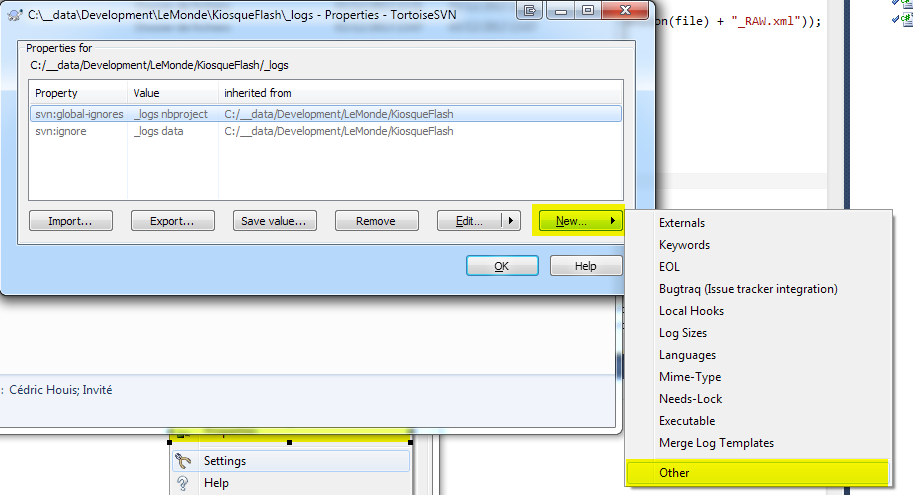 C:\__data\Development\LeMonde\KiosqueFlash\_logs - Properties - TortoiseSVN
on(file) + "_RAW.xml"));
Properties for
C:/__data/Development/LeMonde/KiosqueFlash/_logs
Property Value inherited from
svn:global-ignores _logs nbproject C:/__data/Development/LeMonde/KiosqueFlash
svn:ignore _logs data C:/__data/Development/LeMonde/KiosqueFlash
Import... Export... Save value... Remove Edit... New...
OK Help
Externals
Keywords
EOL
Bugtraq (Issue tracker integration)
Local Hooks
Log Sizes
Languages
Mime-Type
Needs-Lock
Executable
Merge Log Templates
Other
: Cédric Houis; Invité
Settings
Help